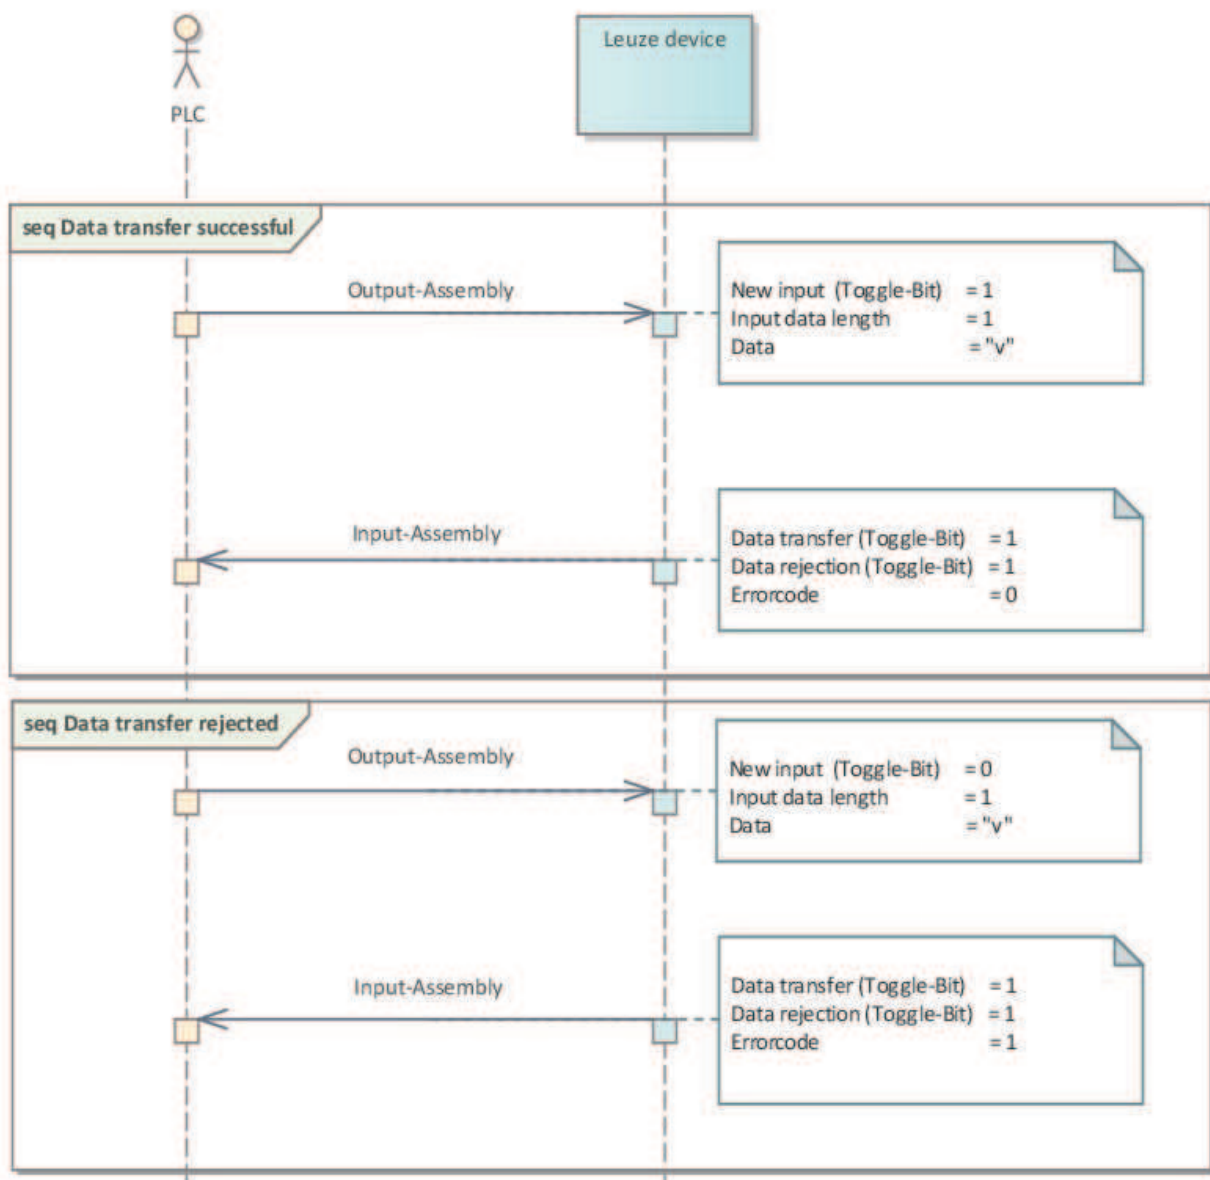 PLC
Leuze device
seq Data transfer successful
Output-Assembly
New input (Toggle-Bit) = 1
Input data length = 1
Data = "v"
Input-Assembly
Data transfer (Toggle-Bit) = 1
Data rejection (Toggle-Bit) = 1
Errorcode = 0
seq Data transfer rejected
Output-Assembly
New input (Toggle-Bit) = 0
Input data length = 1
Data = "v"
Input-Assembly
Data transfer (Toggle-Bit) = 1
Data rejection (Toggle-Bit) = 1
Errorcode = 1